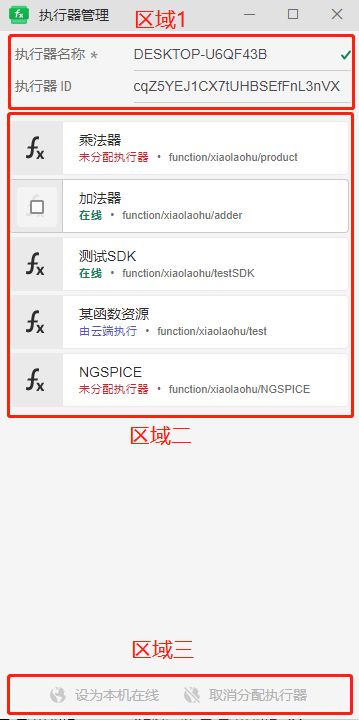 执行器管理
区域1
执行器名称 * DESKTOP-U6QF43B
执行器 ID cqZ5YEJ1CX7tUHBSEfFnL3nVX
乘法器
未分配执行器 • function/xiaolaohu/product
加法器
在线 • function/xiaolaohu/adder
测试SDK
在线 • function/xiaolaohu/testSDK
某函数资源
由云端执行 • function/xiaolaohu/test
NGSPICE
未分配执行器 • function/xiaolaohu/NGSPICE
区域二
区域三
设为本机在线 取消分配执行器